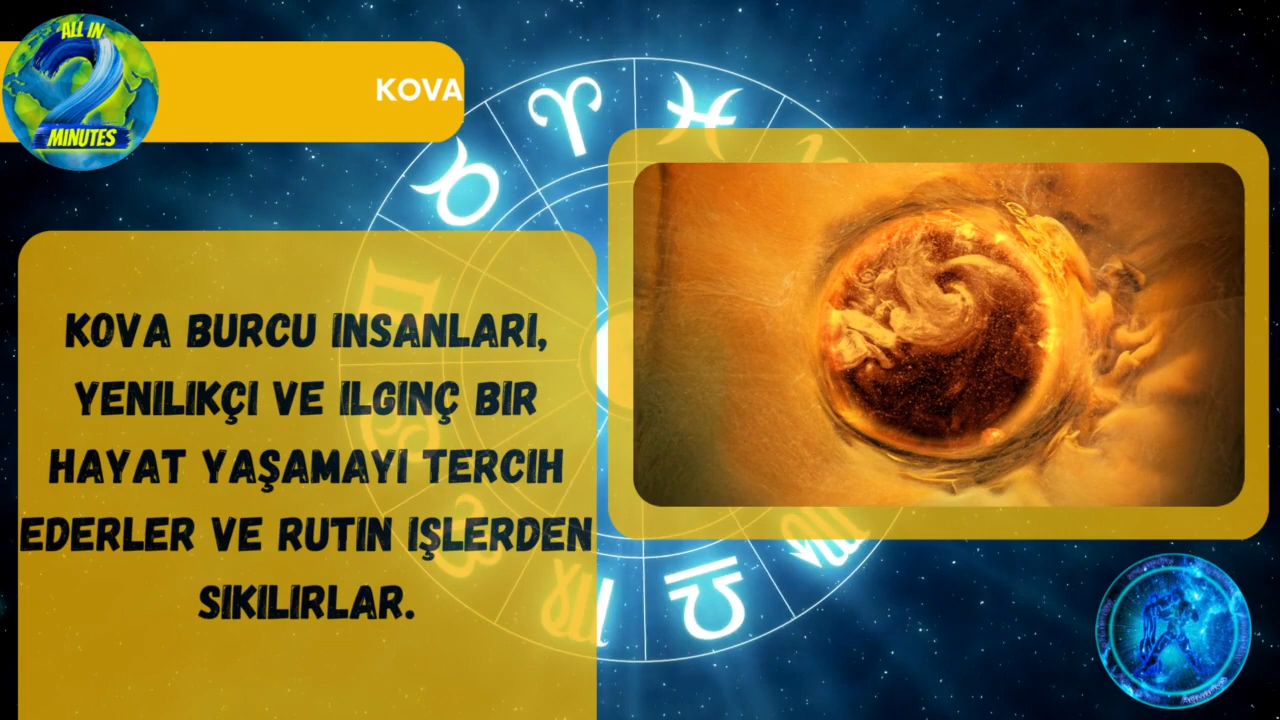 ALL IN
2
MINUTES
KOVA
KOVA BURCU INSANLARI,
YENILIKÇI VE ILGINÇ BIR
HAYAT YAŞAMAYI TERCIH
EDERLER VE RUTIN IŞLERDEN
SIKILIRLAR.